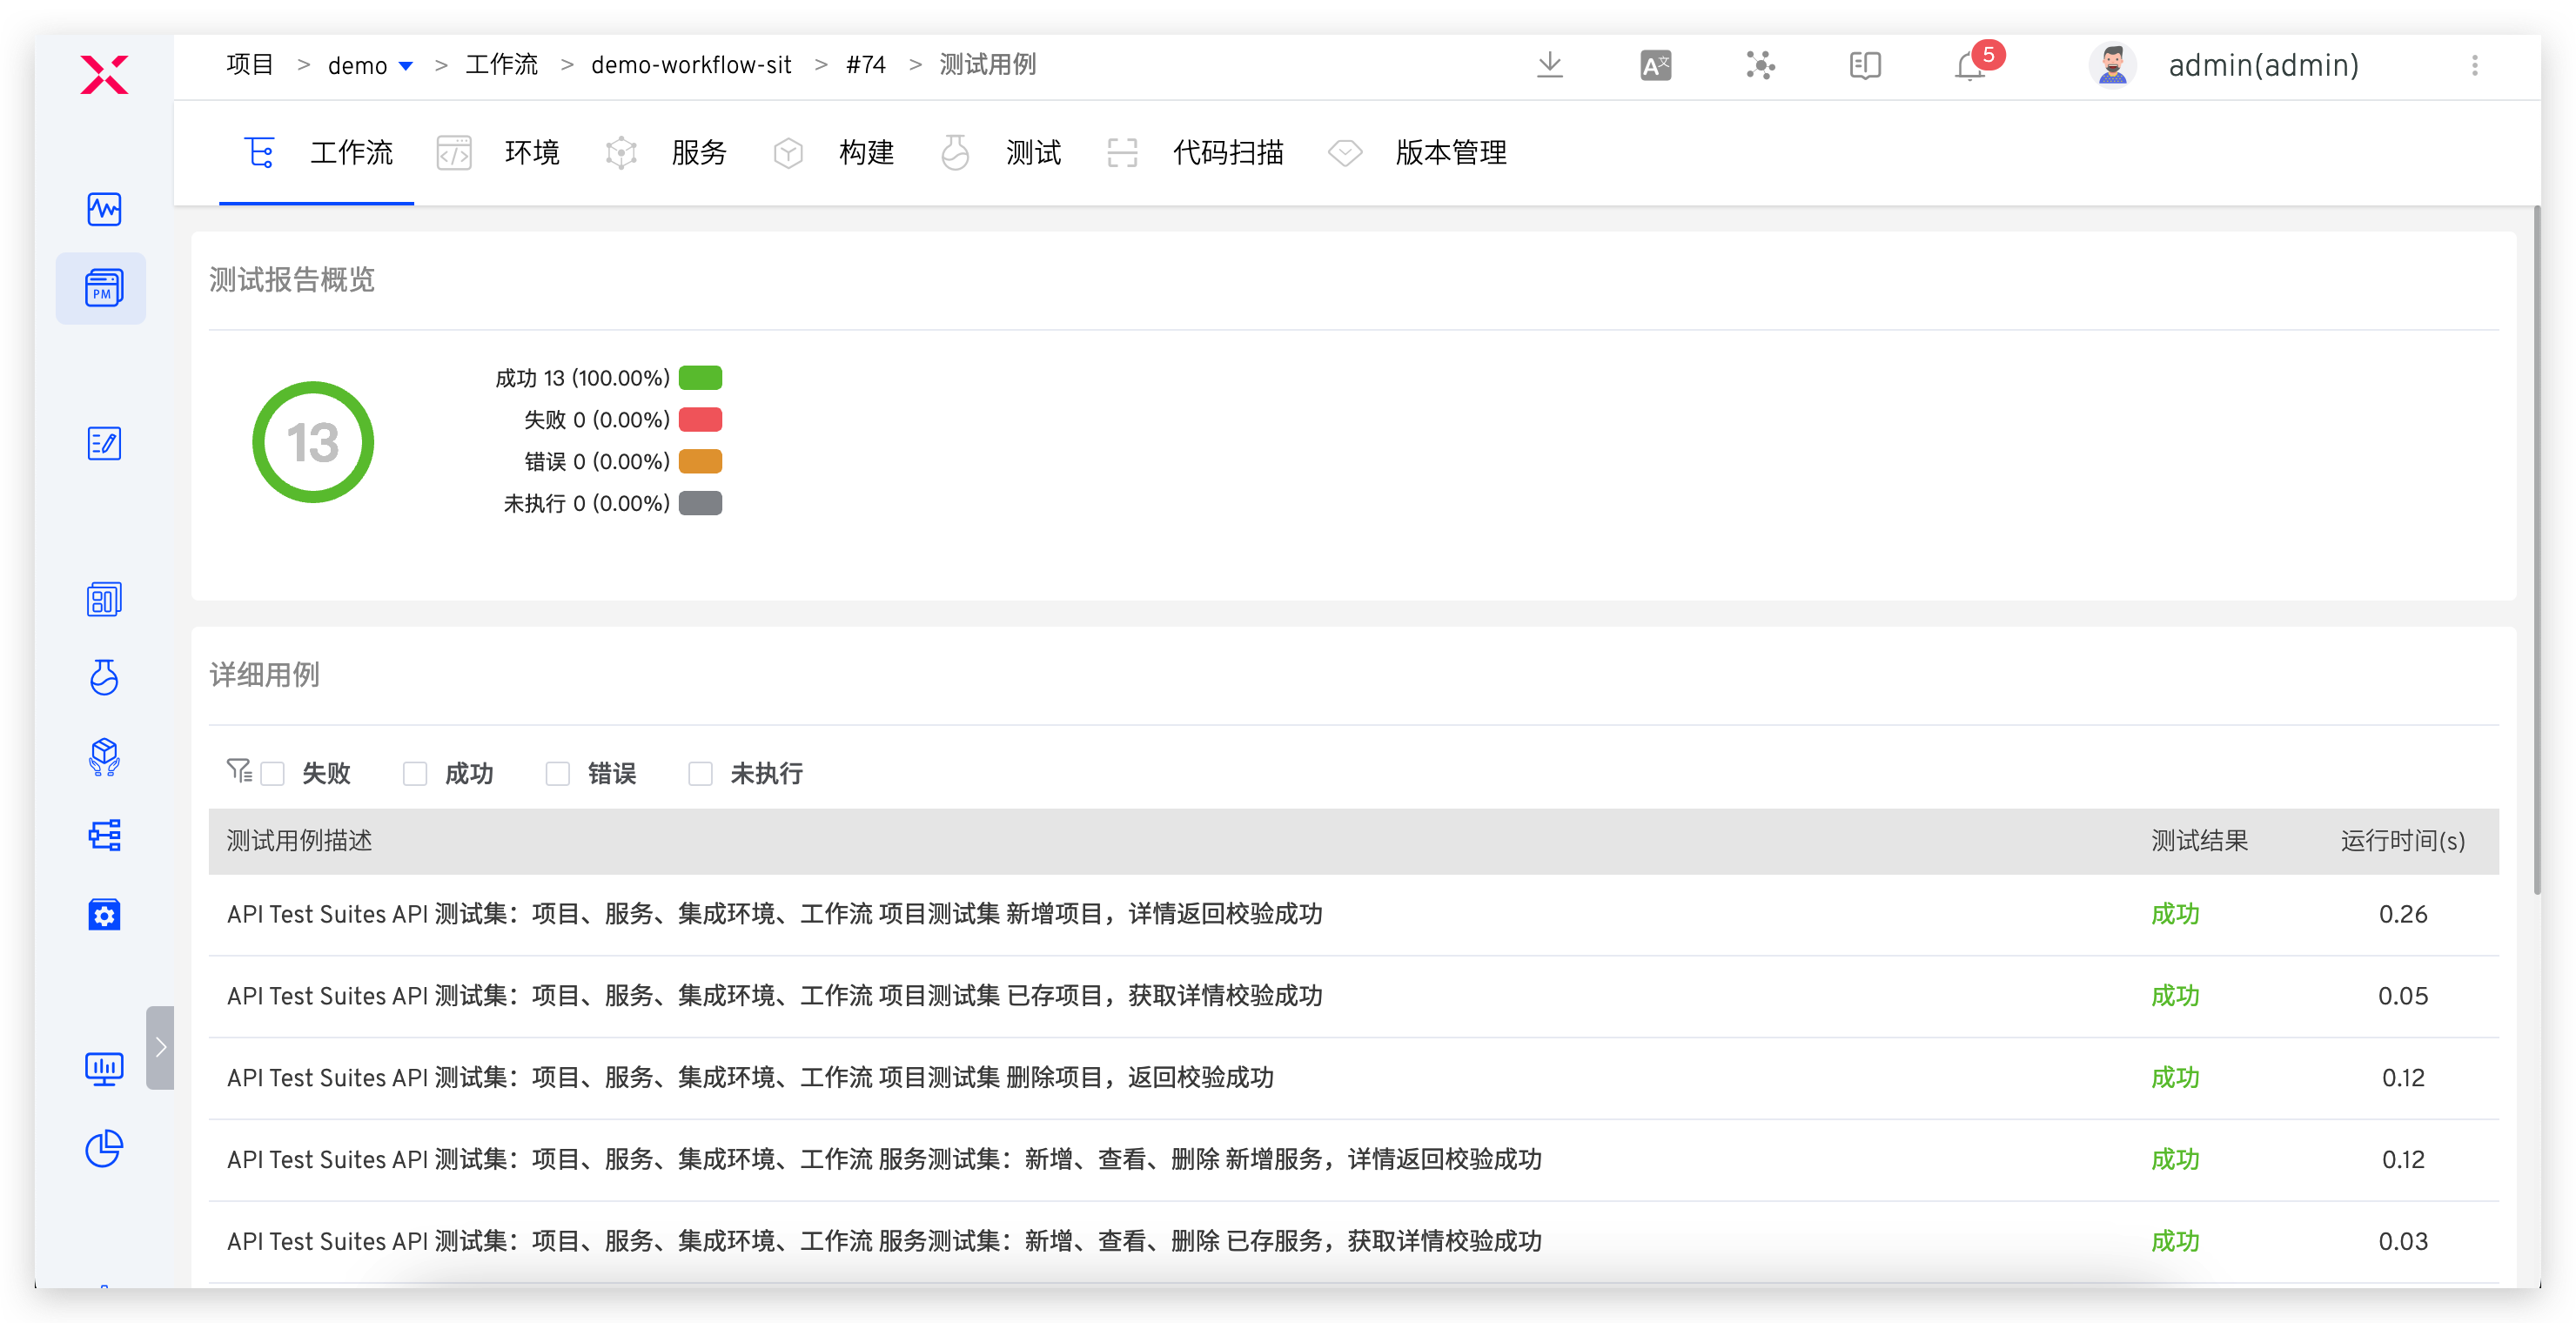 项目 > demo > 工作流 > demo-workflow-sit > #74 > 测试用例
A文
5
admin(admin)
工作流 环境 服务 构建 测试 代码扫描 版本管理
PM
测试报告概览
13
成功 13 (100.00%)
失败 0 (0.00%)
错误 0 (0.00%)
未执行 0 (0.00%)
详细用例
失败 成功 错误 未执行
测试用例描述 测试结果 运行时间(s)
API Test Suites API 测试集：项目、服务、集成环境、工作流 项目测试集 新增项目，详情返回校验成功 成功 0.26
API Test Suites API 测试集：项目、服务、集成环境、工作流 项目测试集 已存项目，获取详情校验成功 成功 0.05
API Test Suites API 测试集：项目、服务、集成环境、工作流 项目测试集 删除项目，返回校验成功 成功 0.12
API Test Suites API 测试集：项目、服务、集成环境、工作流 服务测试集：新增、查看、删除 新增服务，详情返回校验成功 成功 0.12
API Test Suites API 测试集：项目、服务、集成环境、工作流 服务测试集：新增、查看、删除 已存服务，获取详情校验成功 成功 0.03